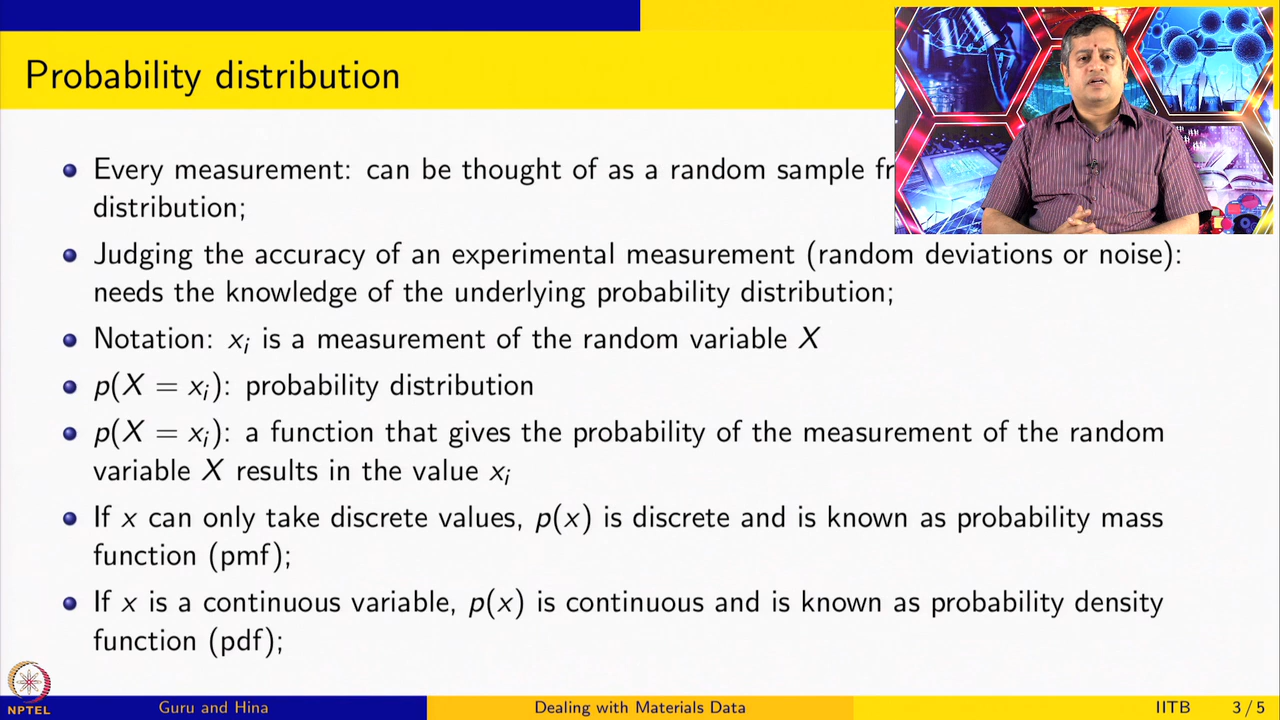 Probability distribution
Every measurement: can be thought of as a random sample
distribution;
Judging the accuracy of an experimental measurement (random deviations or noise):
needs the knowledge of the underlying probability distribution;
Notation: xᵢ is a measurement of the random variable X
p(X = xᵢ): probability distribution
p(X = xᵢ): a function that gives the probability of the measurement of the random
variable X results in the value xᵢ
If x can only take discrete values, p(x) is discrete and is known as probability mass
function (pmf);
If x is a continuous variable, p(x) is continuous and is known as probability density
function (pdf);
NPTEL
Guru and Hina
Dealing with Materials Data
IITB
3 / 5